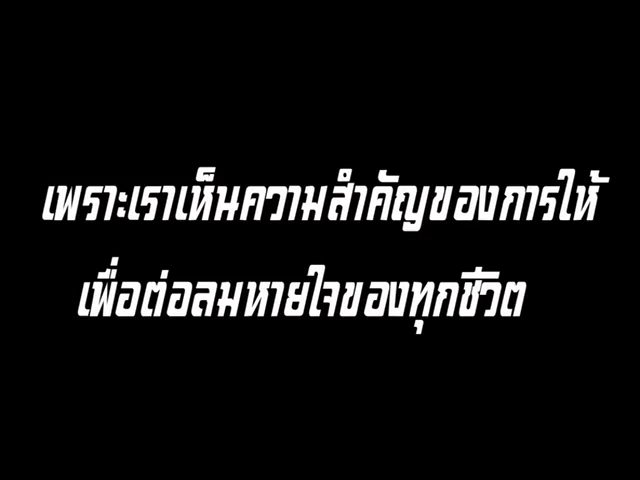 เพราะเราเห็นความสำคัญของการให้
เพื่อต่อลมหายใจของทุกชีวิต